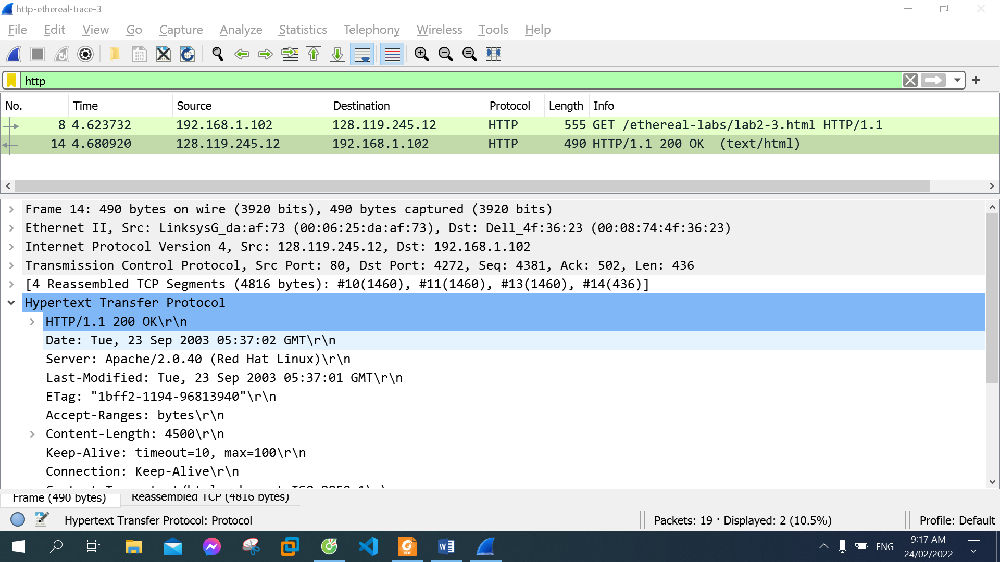 http-ethereal-trace-3
File Edit View Go Capture Analyze Statistics Telephony Wireless Tools Help
http
No. Time Source Destination Protocol Length Info
8 4.623732 192.168.1.102 128.119.245.12 HTTP 555 GET /ethereal-labs/lab2-3.html HTTP/1.1
14 4.680920 128.119.245.12 192.168.1.102 HTTP 490 HTTP/1.1 200 OK (text/html)
Frame 14: 490 bytes on wire (3920 bits), 490 bytes captured (3920 bits)
Ethernet II, Src: LinksysG_da:af:73 (00:06:25:da:af:73), Dst: Dell_4f:36:23 (00:08:74:4f:36:23)
Internet Protocol Version 4, Src: 128.119.245.12, Dst: 192.168.1.102
Transmission Control Protocol, Src Port: 80, Dst Port: 4272, Seq: 4381, Ack: 502, Len: 436
[4 Reassembled TCP Segments (4816 bytes): #10(1460), #11(1460), #13(1460), #14(436)]
Hypertext Transfer Protocol
HTTP/1.1 200 OK\r\n
Date: Tue, 23 Sep 2003 05:37:02 GMT\r\n
Server: Apache/2.0.40 (Red Hat Linux)\r\n
Last-Modified: Tue, 23 Sep 2003 05:37:01 GMT\r\n
ETag: "1bff2-1194-96813940"\r\n
Accept-Ranges: bytes\r\n
Content-Length: 4500\r\n
Keep-Alive: timeout=10, max=100\r\n
Connection: Keep-Alive\r\n
Content-Type: text/html; charset=ISO-8859-1\r\n
Frame (490 bytes) Reassembled TCP (4816 bytes)
Hypertext Transfer Protocol: Protocol Packets: 19 · Displayed: 2 (10.5%) Profile: Default
PDF
ENG
9:17 AM
24/02/2022